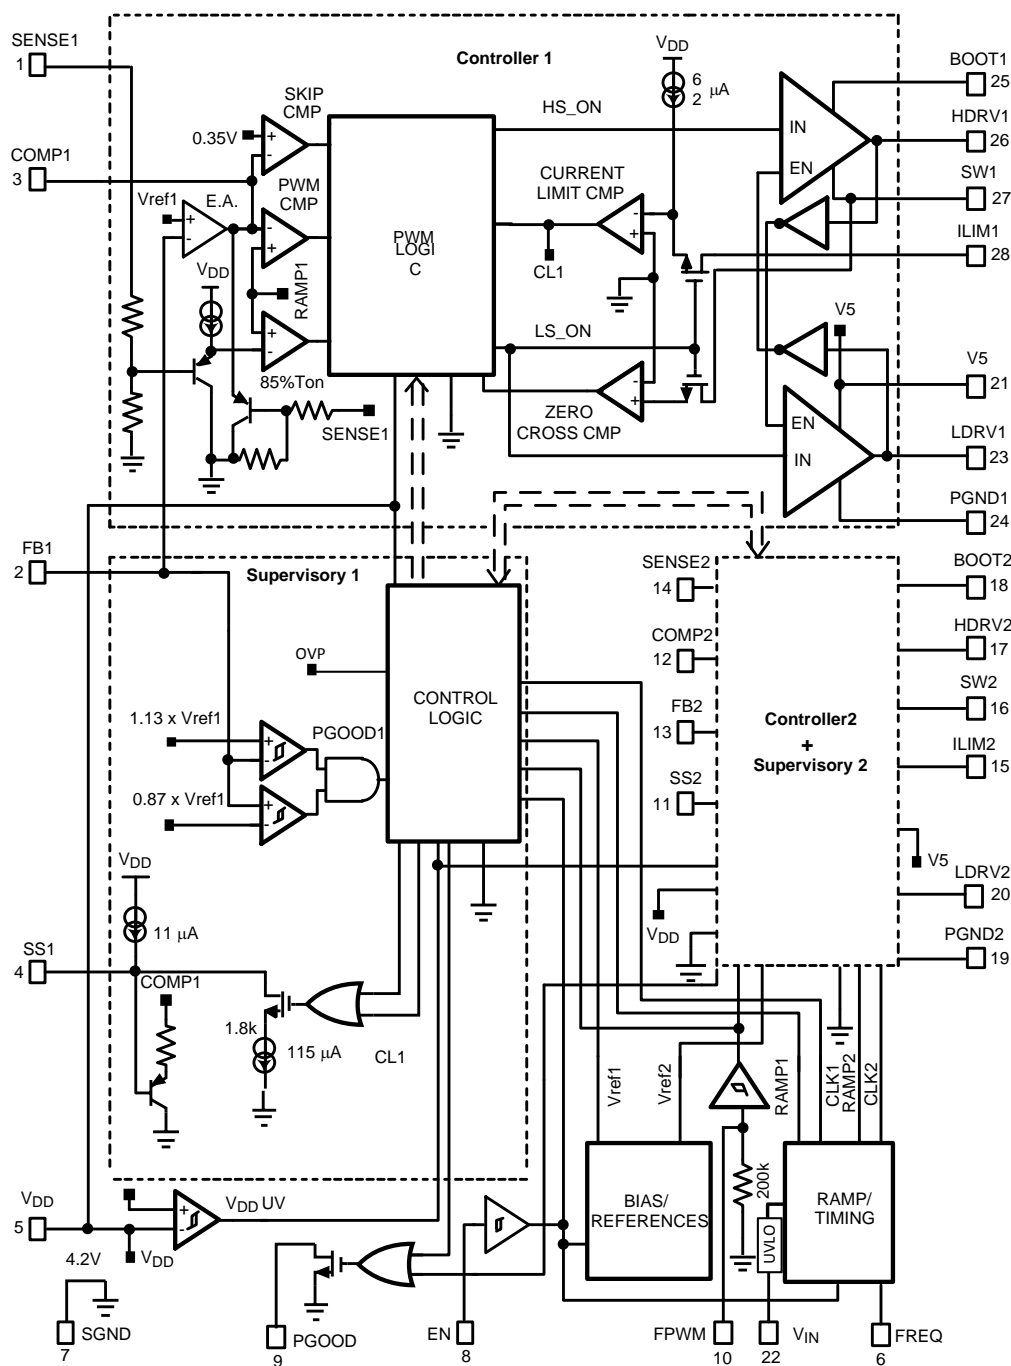 SENSE1
1
Controller 1
VDD
6
2
μA
BOOT1
25
SKIP
CMP
0.35V
+
-
HS_ON
IN
EN
HDRV1
26
COMP1
3
PWM
CMP
CURRENT
LIMIT CMP
SW1
27
Vref1
E.A.
+
-
-
+
PWM
LOGI
C
-
+
ILIM1
28
VDD
RAMP1
CL1
V5
LS_ON
+
-
85%Ton
V5
21
SENSE1
ZERO
CROSS CMP
-
+
EN
IN
LDRV1
23
PGND1
24
FB1
2
Supervisory 1
SENSE2
14
BOOT2
18
COMP2
12
HDRV2
17
OVP
CONTROL
LOGIC
SW2
16
FB2
13
Controller2
+
Supervisory 2
1.13 x Vref1
PGOOD1
+
-
ILIM2
15
SS2
11
0.87 x Vref1
+
-
V5
VDD
LDRV2
20
11 μA
VDD
SS1
4
PGND2
19
COMP1
1.8k
115 μA
CL1
Vref1
Vref2
RAMP1
CLK1
RAMP2
CLK2
200k
VDD
5
+
-
VDD UV
4.2V
VDD
BIAS/
REFERENCES
RAMP/
TIMING
UVLO
SGND
7
PGOOD
9
EN
8
FPWM
10
VIN
22
FREQ
6